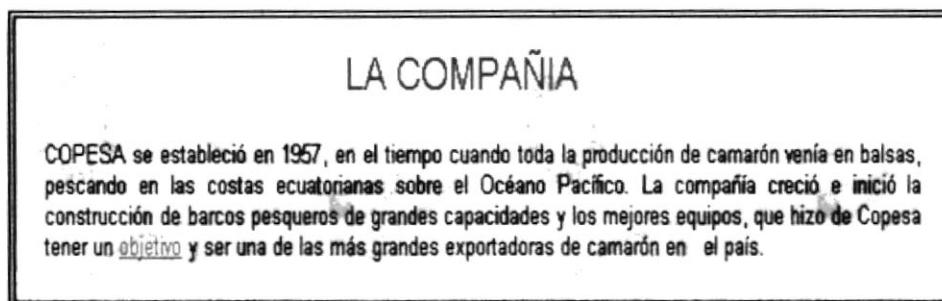 LA COMPAÑIA
COPESA se estableció en 1957, en el tiempo cuando toda la producción de camarón venía en balsas,
pescando en las costas ecuatorianas sobre el Océano Pacífico. La compañía creció e inició la
construcción de barcos pesqueros de grandes capacidades y los mejores equipos, que hizo de Copesa
tener un objetivo y ser una de las más grandes exportadoras de camarón en el país.